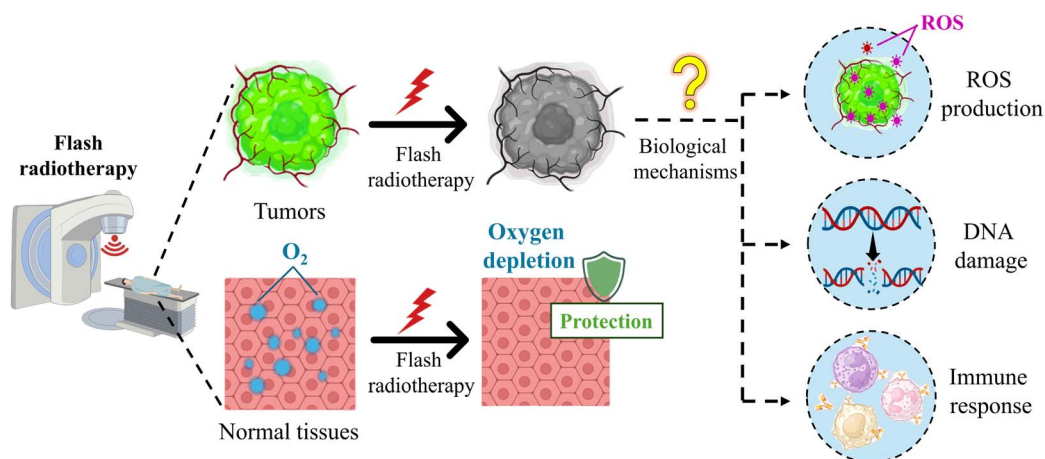 Flash
radiotherapy
Tumors
Flash
radiotherapy
Biological
mechanisms
ROS
ROS
production
O₂
Normal tissues
Flash
radiotherapy
Oxygen
depletion
Protection
DNA
damage
Immune
response
?